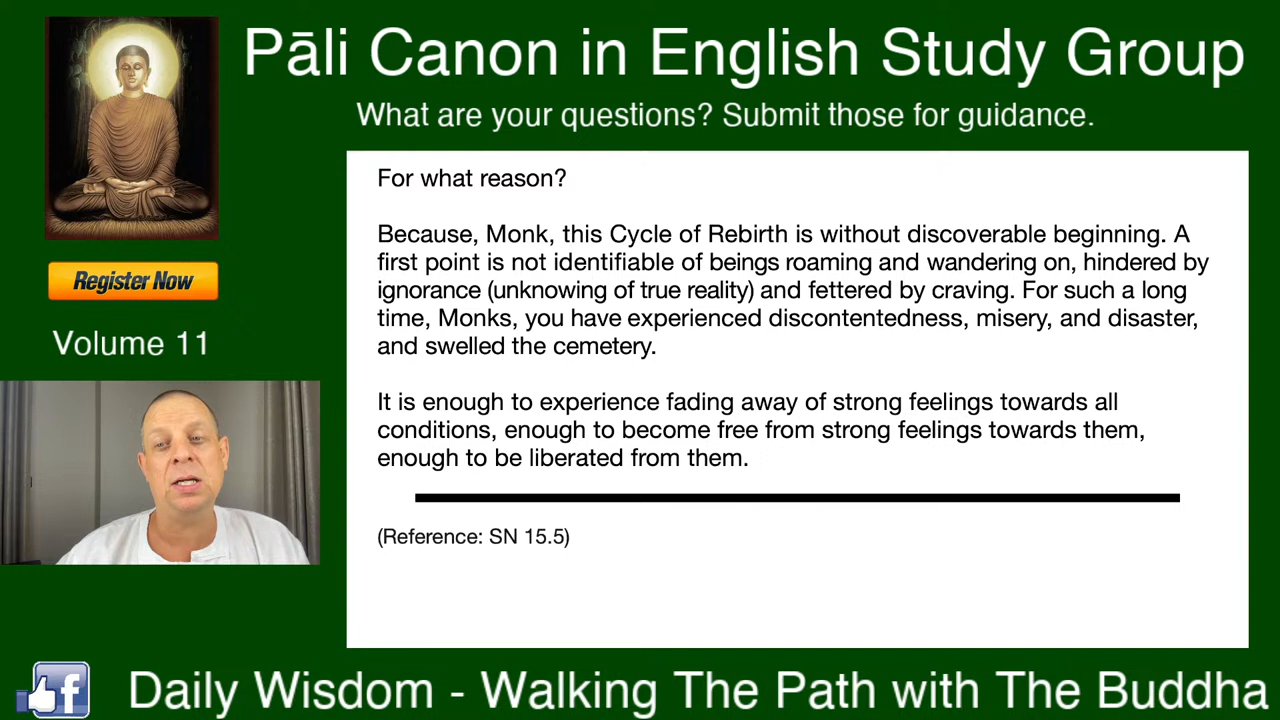 Pāli Canon in English Study Group
What are your questions? Submit those for guidance.
Register Now
Volume 11
For what reason?
Because, Monk, this Cycle of Rebirth is without discoverable beginning. A
first point is not identifiable of beings roaming and wandering on, hindered by
ignorance (unknowing of true reality) and fettered by craving. For such a long
time, Monks, you have experienced discontentedness, misery, and disaster,
and swelled the cemetery.
It is enough to experience fading away of strong feelings towards all
conditions, enough to become free from strong feelings towards them,
enough to be liberated from them.
(Reference: SN 15.5)
f
Daily Wisdom - Walking The Path with The Buddha